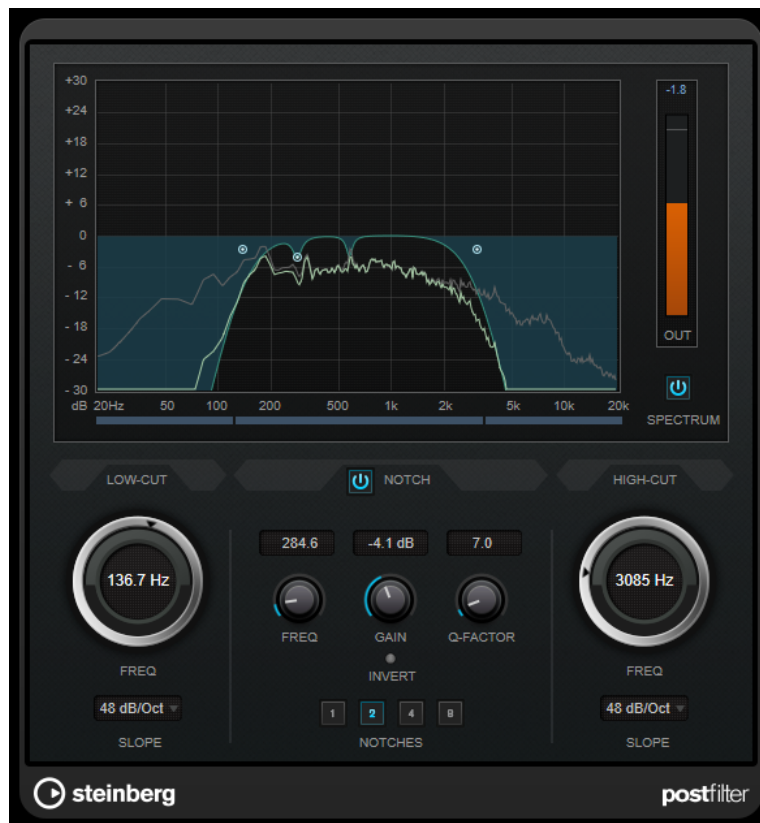 +30
-1.8
+24
+18
+12
+ 6
0
- 6
- 12
- 18
OUT
- 24
- 30
dB 20Hz 50 100 200 500 1k 2k 5k 10k 20k
SPECTRUM
LOW-CUT NOTCH HIGH-CUT
284.6 -4.1 dB 7.0
136.7 Hz 3085 Hz
FREQ GAIN Q-FACTOR
FREQ INVERT FREQ
48 dB/Oct 1 2 4 8 48 dB/Oct
SLOPE NOTCHES SLOPE
steinberg postfilter